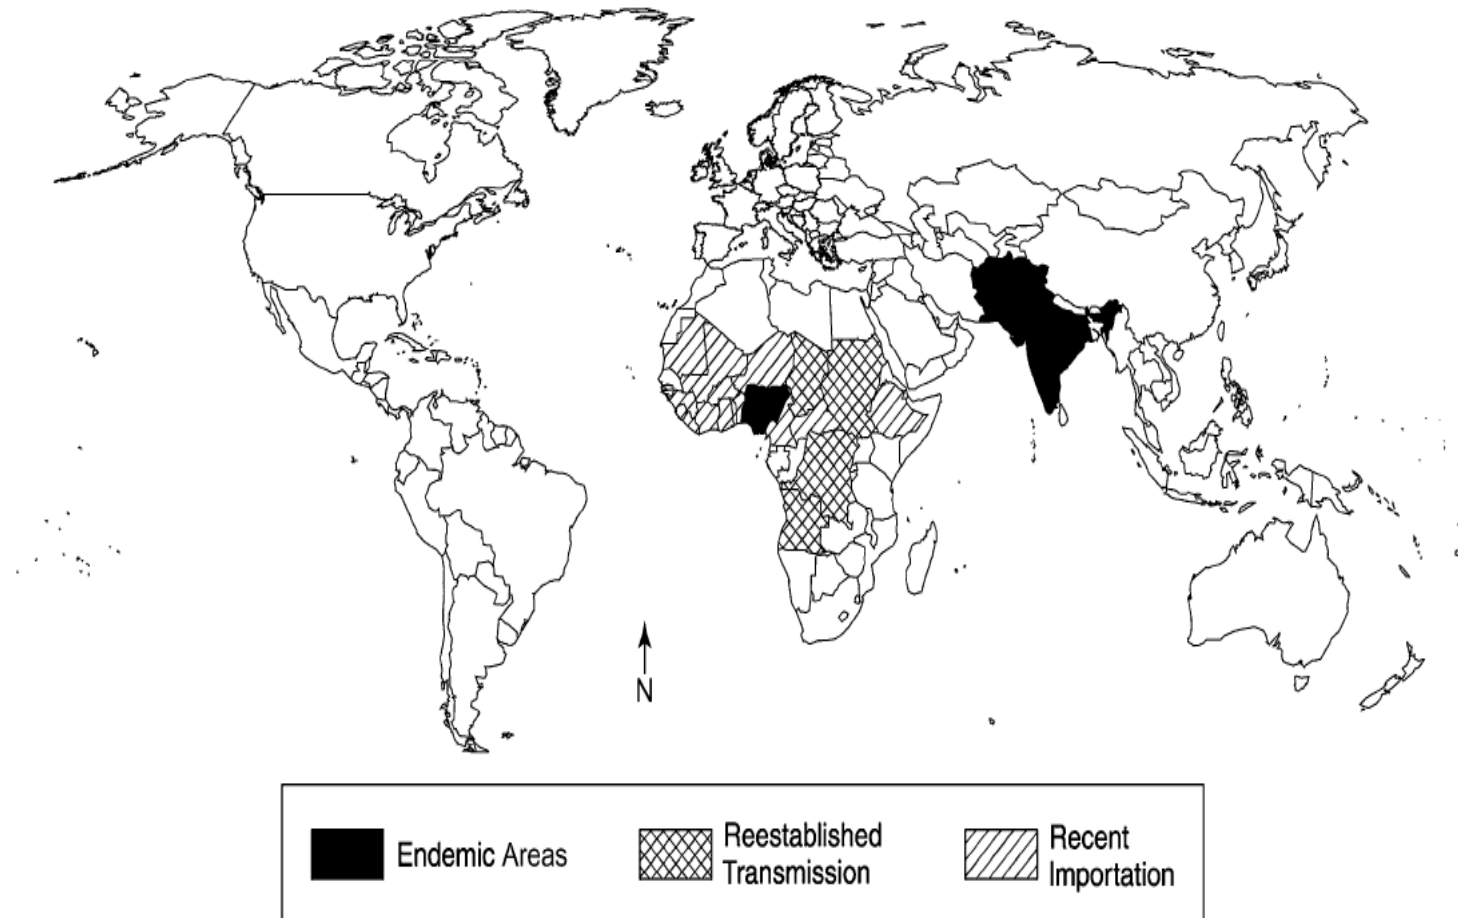 N
Endemic Areas
Reestablished
Transmission
Recent
Importation